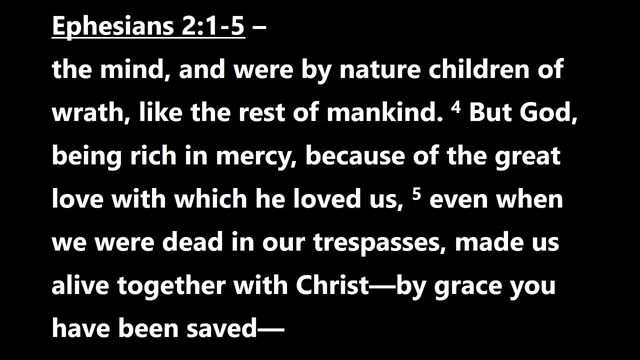 Ephesians 2:1-5 –
the mind, and were by nature children of
wrath, like the rest of mankind. ⁴ But God,
being rich in mercy, because of the great
love with which he loved us, ⁵ even when
we were dead in our trespasses, made us
alive together with Christ—by grace you
have been saved—